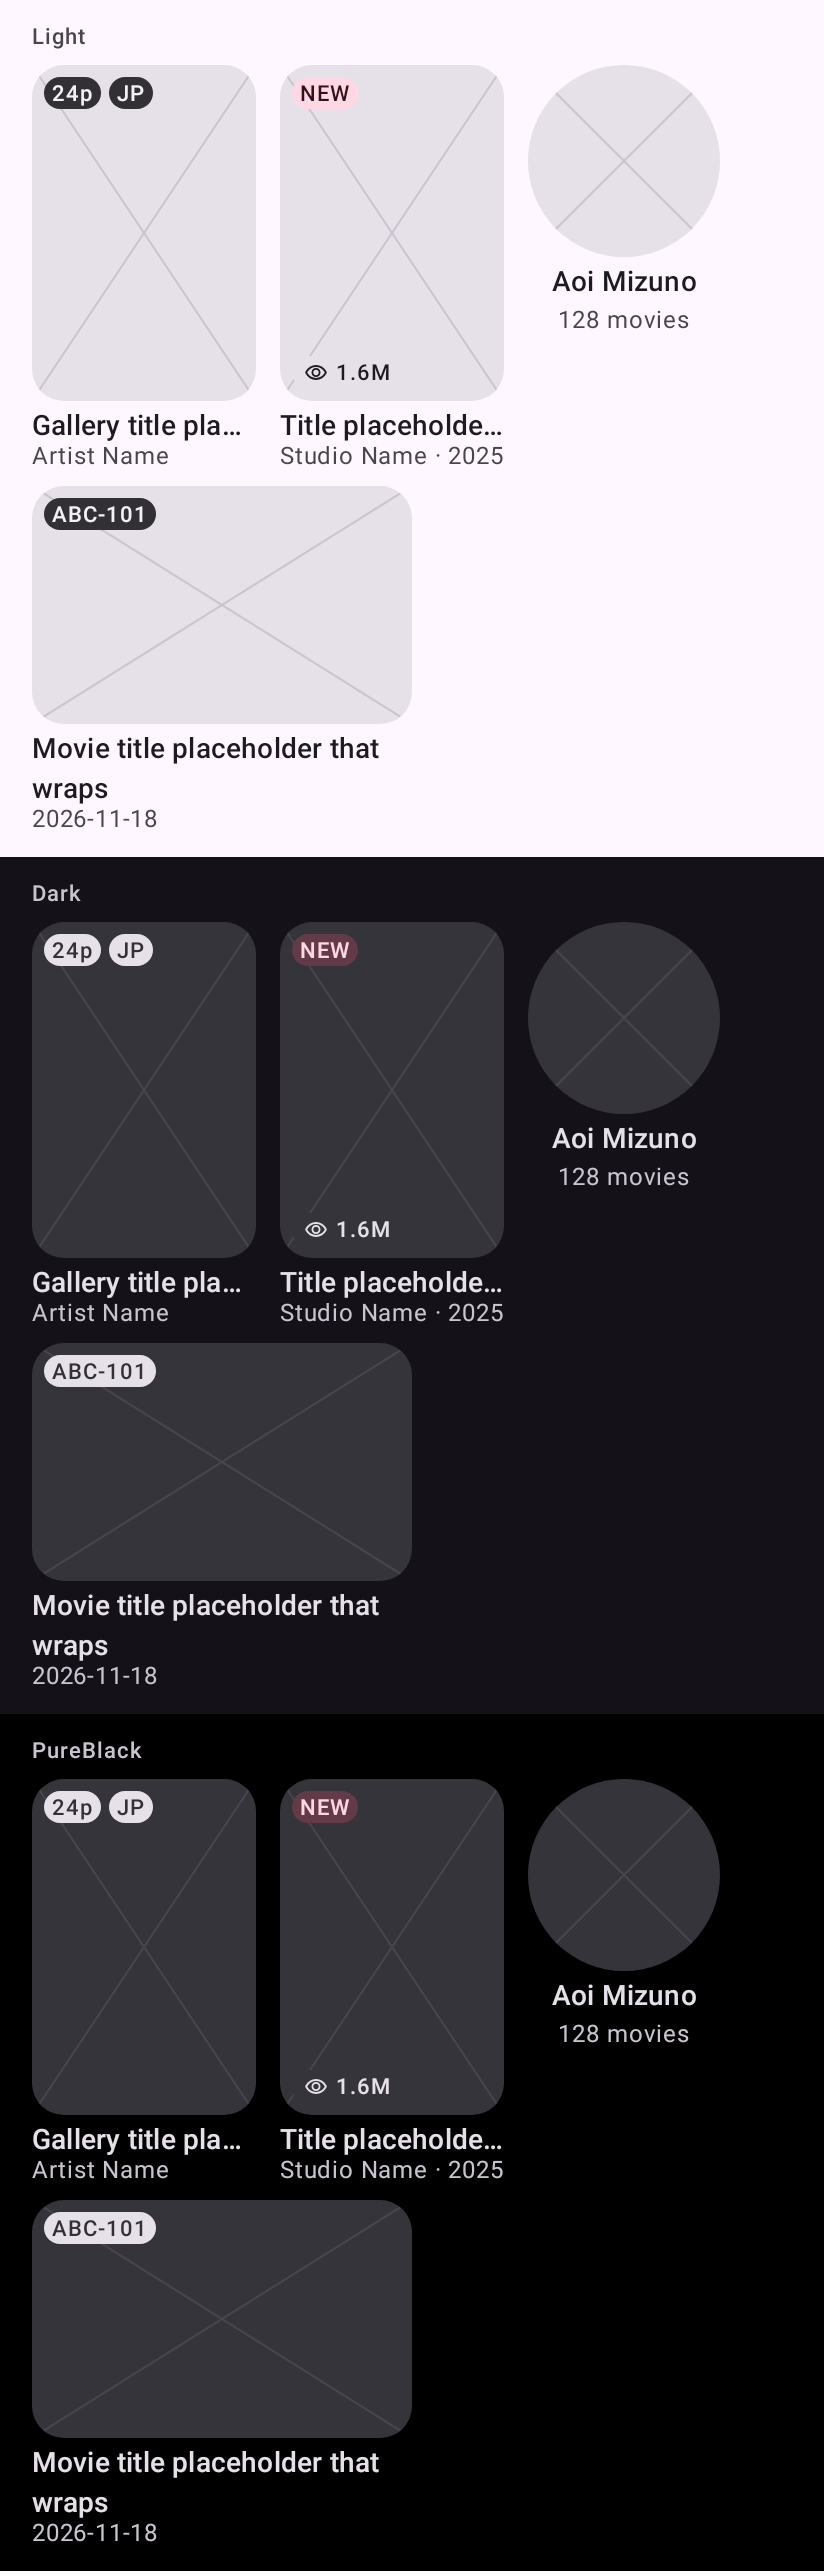 Light
24p JP
NEW
1.6M
Gallery title pla...
Artist Name
Title placeholde...
Studio Name · 2025
Aoi Mizuno
128 movies
ABC-101
Movie title placeholder that
wraps
2026-11-18
Dark
24p JP
NEW
1.6M
Gallery title pla...
Artist Name
Title placeholde...
Studio Name · 2025
Aoi Mizuno
128 movies
ABC-101
Movie title placeholder that
wraps
2026-11-18
PureBlack
24p JP
NEW
1.6M
Gallery title pla...
Artist Name
Title placeholde...
Studio Name · 2025
Aoi Mizuno
128 movies
ABC-101
Movie title placeholder that
wraps
2026-11-18